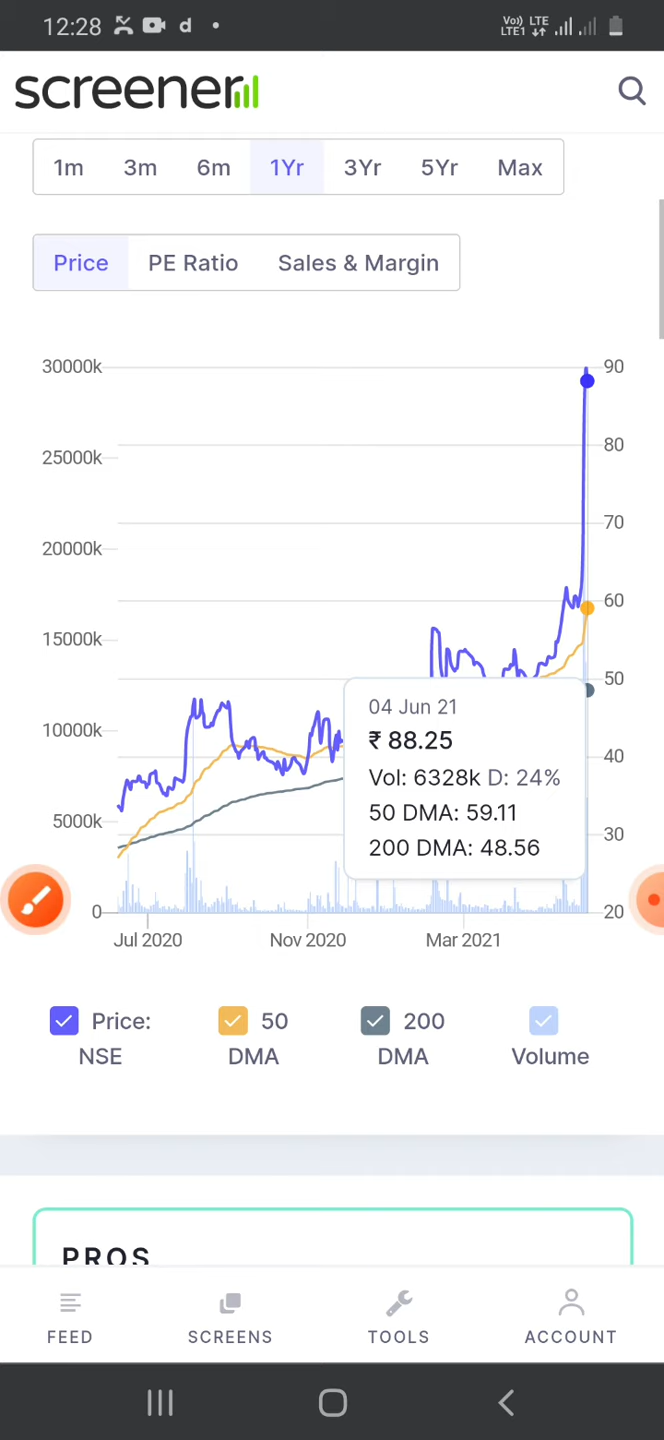 12:28 d Vo)) LTE
LTE1
screener
1m 3m 6m 1Yr 3Yr 5Yr Max
Price PE Ratio Sales & Margin
30000k 90
80
25000k
70
20000k
60
15000k
50
04 Jun 21
10000k ₹ 88.25 40
Vol: 6328k D: 24%
50 DMA: 59.11
5000k 30
200 DMA: 48.56
0 20
Jul 2020 Nov 2020 Mar 2021
Price: 50 200
NSE DMA DMA Volume
PROS
FEED SCREENS TOOLS ACCOUNT